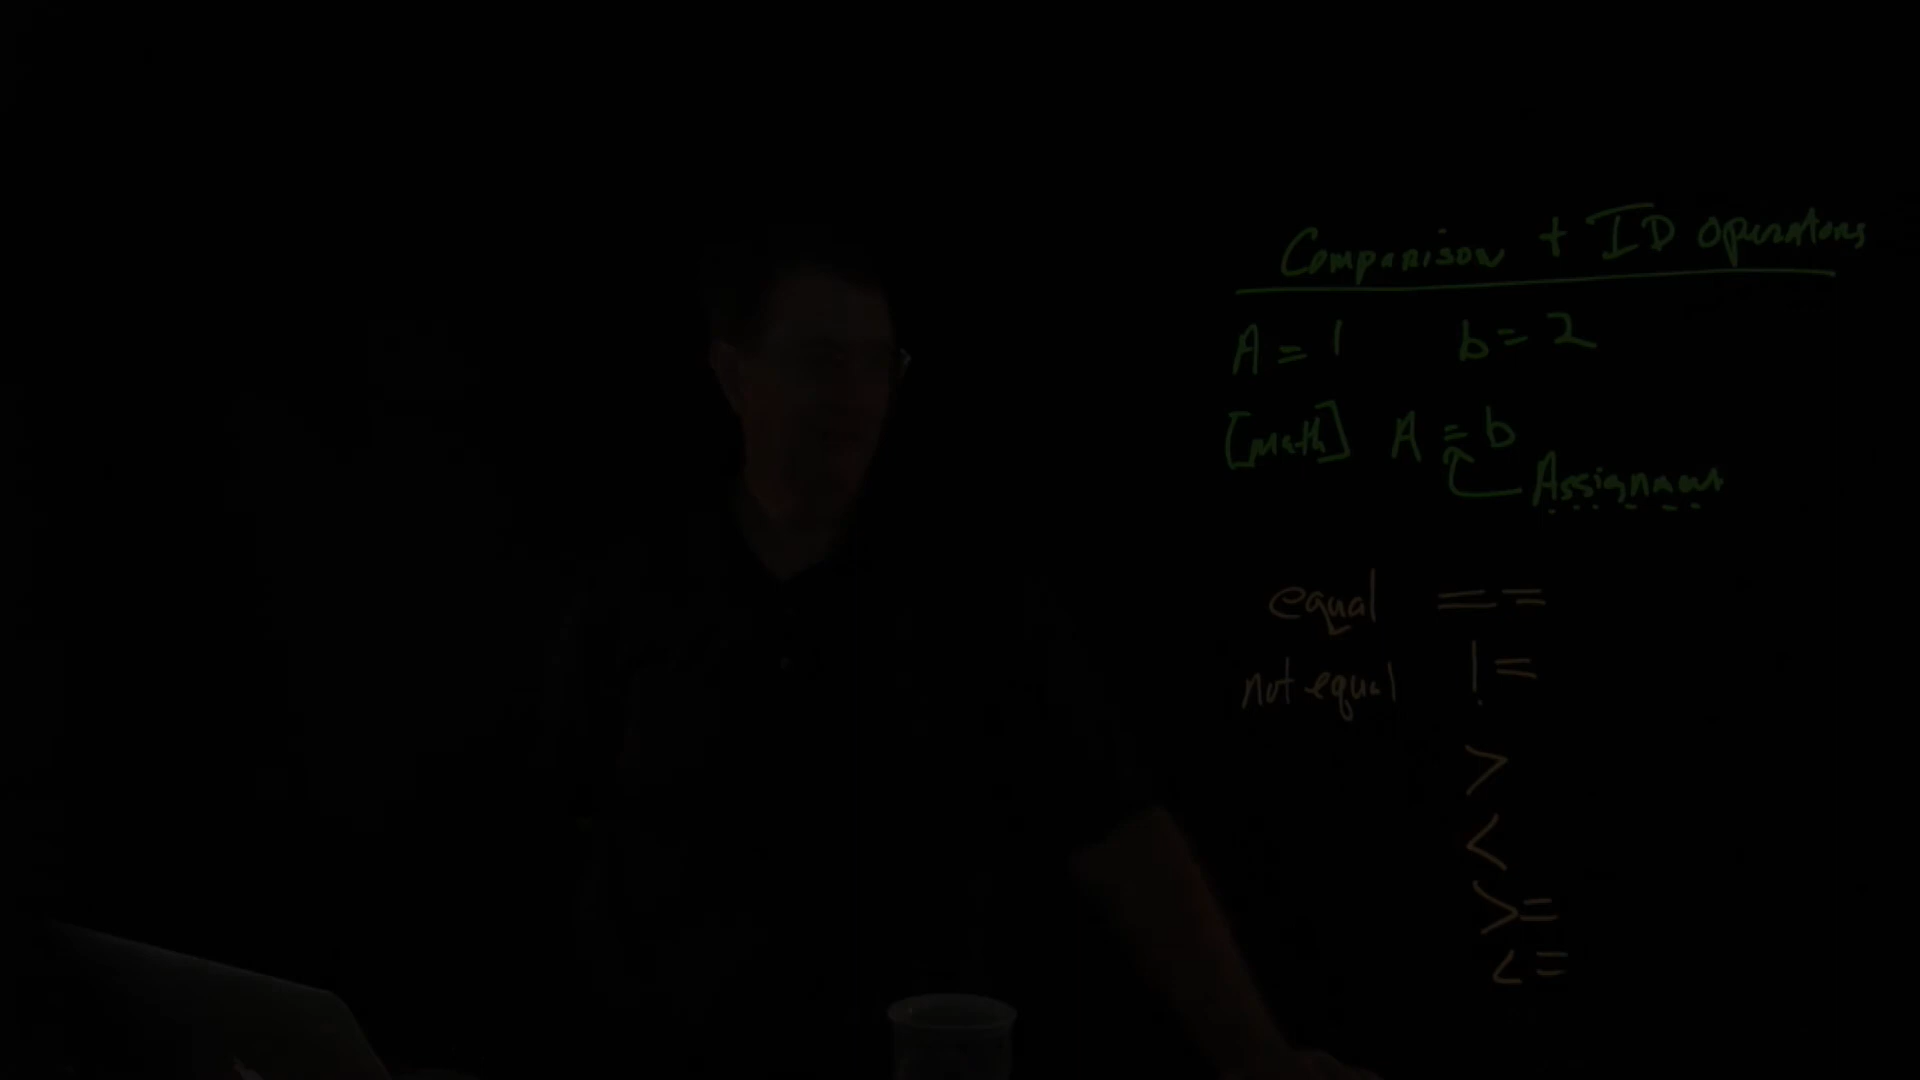 Comparison + ID operators
A = 1 b = 2
[math] A = b
Assignment
equal ==
not equal !=
>
<
>=
<=